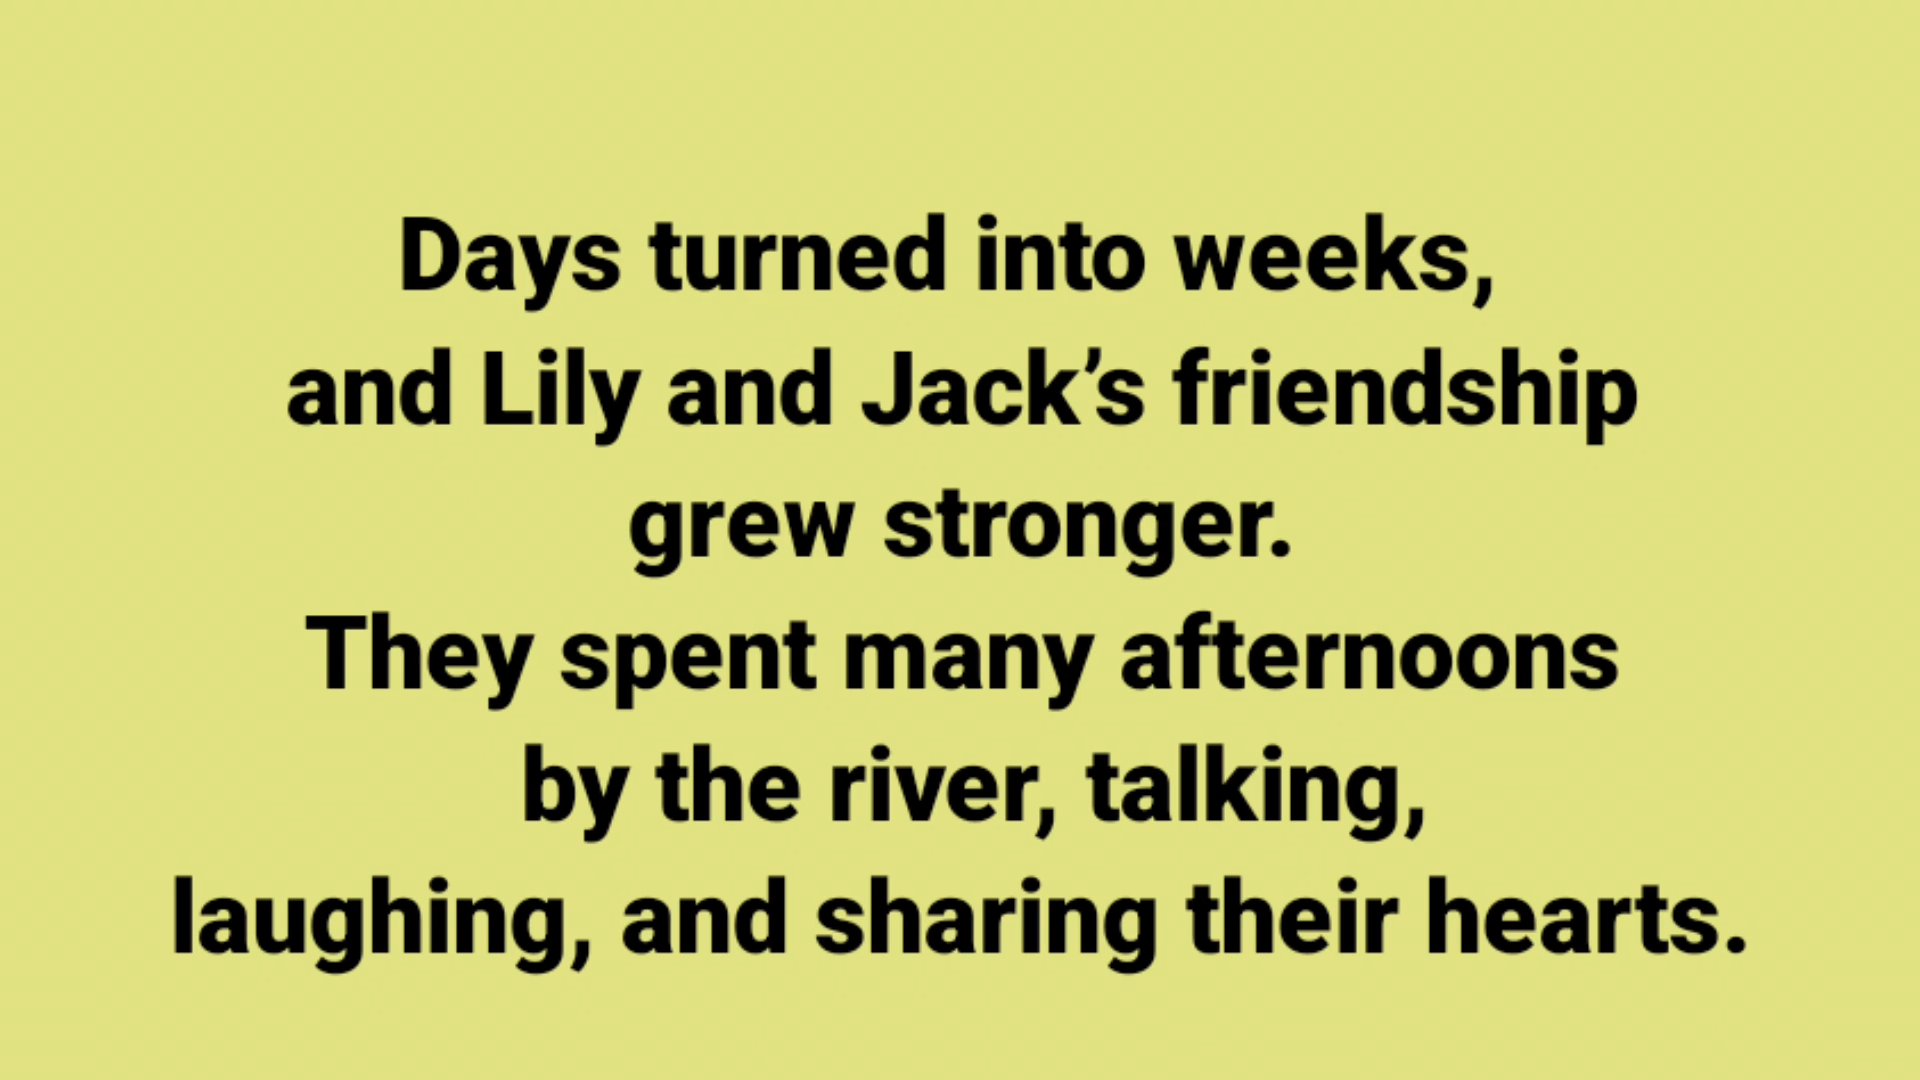 Days turned into weeks,
and Lily and Jack’s friendship
grew stronger.
They spent many afternoons
by the river, talking,
laughing, and sharing their hearts.